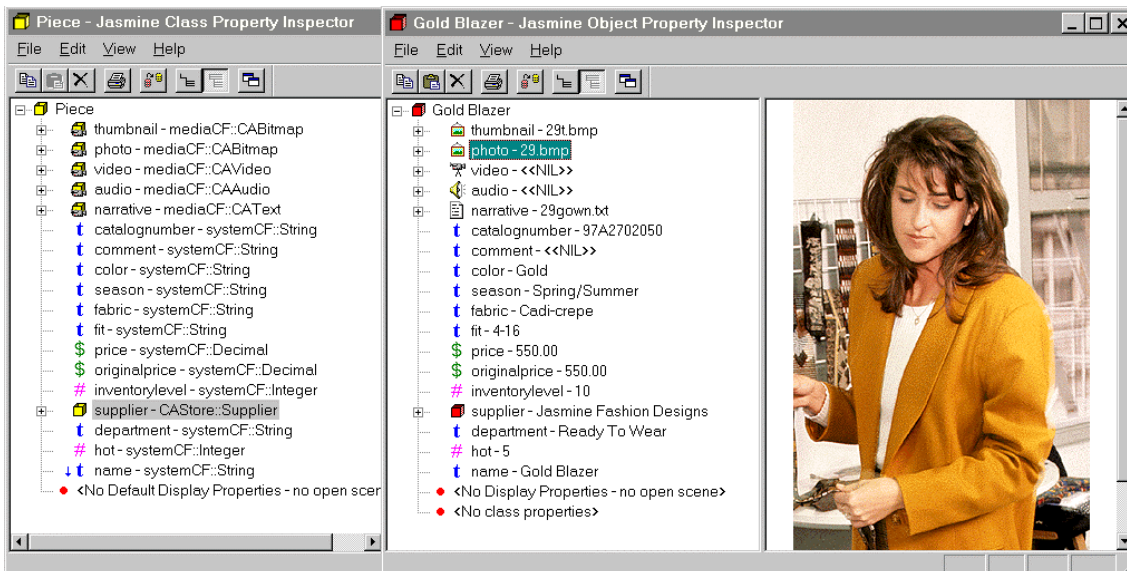 Piece - Jasmine Class Property Inspector
File Edit View Help
Piece
thumbnail - mediaCF::CABitmap
photo - mediaCF::CABitmap
video - mediaCF::CAVideo
audio - mediaCF::CAAudio
narrative - mediaCF::CAText
t catalognumber - systemCF::String
t comment - systemCF::String
t color - systemCF::String
t season - systemCF::String
t fabric - systemCF::String
t fit - systemCF::String
$ price - systemCF::Decimal
$ originalprice - systemCF::Decimal
# inventorylevel - systemCF::Integer
supplier - CAStore::Supplier
t department - systemCF::String
# hot - systemCF::Integer
t name - systemCF::String
<No Default Display Properties - no open scer
Gold Blazer - Jasmine Object Property Inspector
File Edit View Help
Gold Blazer
thumbnail - 29t.bmp
photo - 29.bmp
video - <<NIL>>
audio - <<NIL>>
narrative - 29gown.txt
t catalognumber - 97A2702050
t comment - <<NIL>>
t color - Gold
t season - Spring/Summer
t fabric - Cadi-crepe
t fit - 4-16
$ price - 550.00
$ originalprice - 550.00
# inventorylevel - 10
supplier - Jasmine Fashion Designs
t department - Ready To Wear
# hot - 5
t name - Gold Blazer
<No Display Properties - no open scene>
<No class properties>